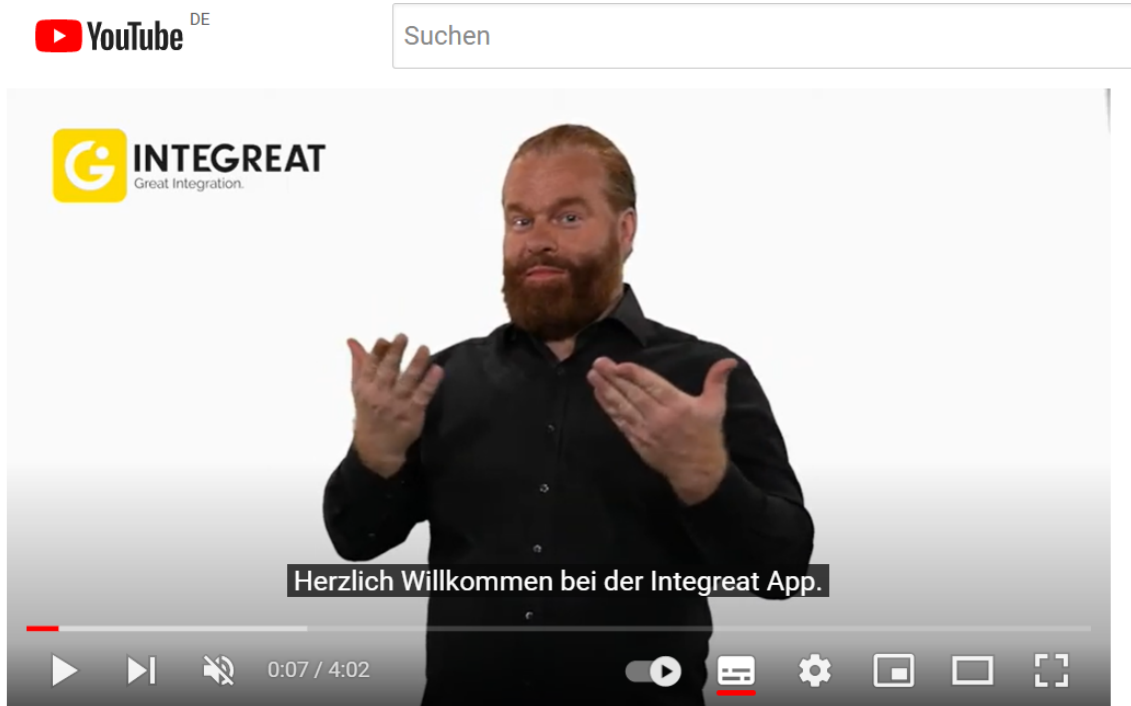 YouTube DE
Suchen
INTEGREAT
Great Integration.
Herzlich Willkommen bei der Integreat App.
0:07 / 4:02